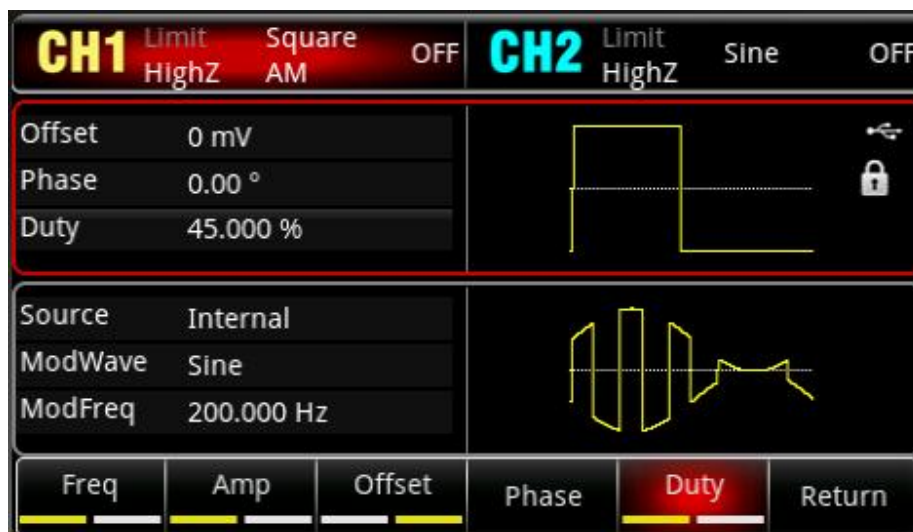 CH1 Limit Square OFF CH2 Limit Sine OFF
HighZ AM HighZ
Offset 0 mV
Phase 0.00 °
Duty 45.000 %
Source Internal
ModWave Sine
ModFreq 200.000 Hz
Freq Amp Offset Phase Duty Return